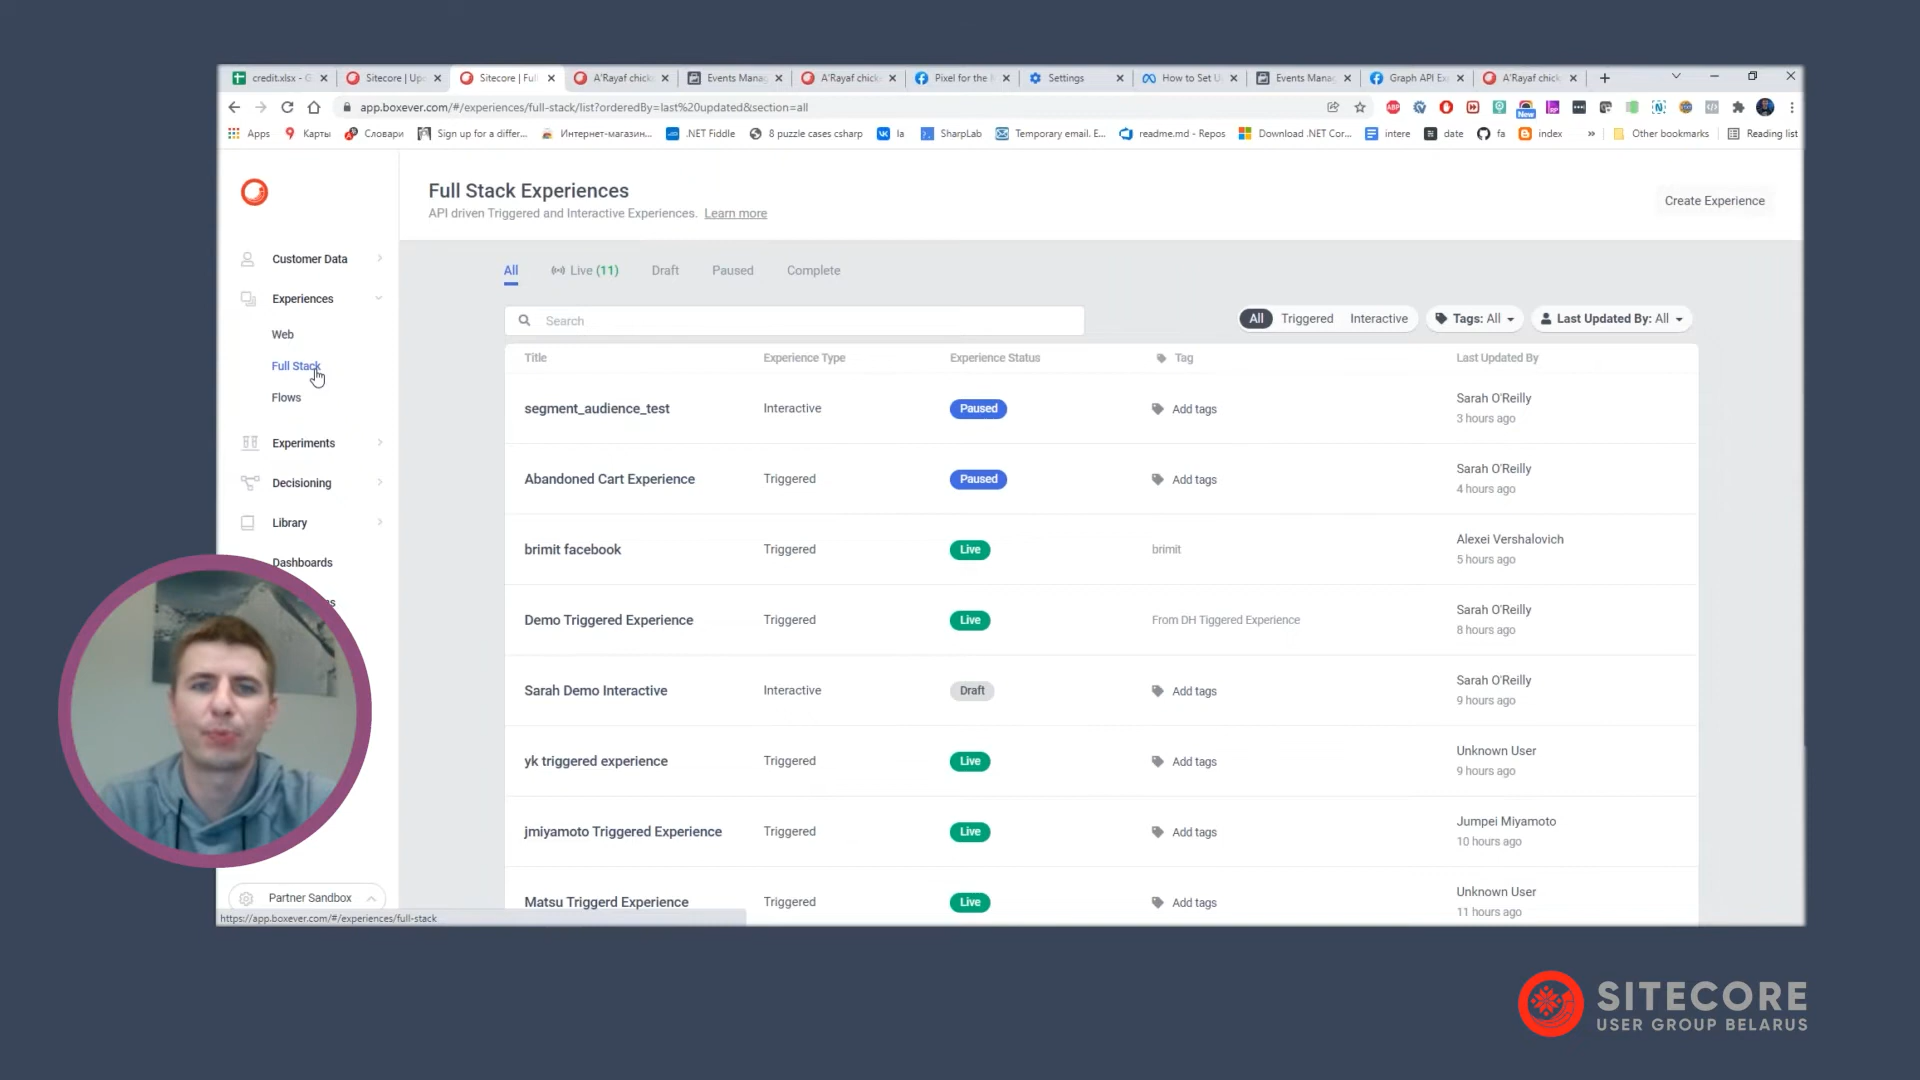 credit.xlsx - G
Sitecore | Up
Sitecore | Full
A'Rayaf chick
Events Manag
A'Rayaf chick
Pixel for the
Settings
How to Set U
Events Manag
Graph API Ex
A'Rayaf chick
app.boxever.com/#/experiences/full-stack/list?orderedBy=last%20updated&section=all
ABP
New
Apps
Карты
Словари
Sign up for a differ...
Интернет-магазин...
.NET Fiddle
8 puzzle cases csharp
la
SharpLab
Temporary email. E...
readme.md - Repos
Download .NET Cor...
intere
date
fa
index
»
Other bookmarks
Reading list
Full Stack Experiences
API driven Triggered and Interactive Experiences. Learn more
Create Experience
Customer Data
Experiences
Web
Full Stack
Flows
Experiments
Decisioning
Library
Dashboards
Partner Sandbox
https://app.boxever.com/#/experiences/full-stack
All
Live (11)
Draft
Paused
Complete
Search
All
Triggered
Interactive
Tags: All
Last Updated By: All
Title
Experience Type
Experience Status
Tag
Last Updated By
segment_audience_test
Interactive
Paused
Add tags
Sarah O'Reilly
3 hours ago
Abandoned Cart Experience
Triggered
Paused
Add tags
Sarah O'Reilly
4 hours ago
brimit facebook
Triggered
Live
brimit
Alexei Vershalovich
5 hours ago
Demo Triggered Experience
Triggered
Live
From DH Tiggered Experience
Sarah O'Reilly
8 hours ago
Sarah Demo Interactive
Interactive
Draft
Add tags
Sarah O'Reilly
9 hours ago
yk triggered experience
Triggered
Live
Add tags
Unknown User
9 hours ago
jmiyamoto Triggered Experience
Triggered
Live
Add tags
Jumpei Miyamoto
10 hours ago
Matsu Triggerd Experience
Triggered
Live
Add tags
Unknown User
11 hours ago
SITECORE
USER GROUP BELARUS